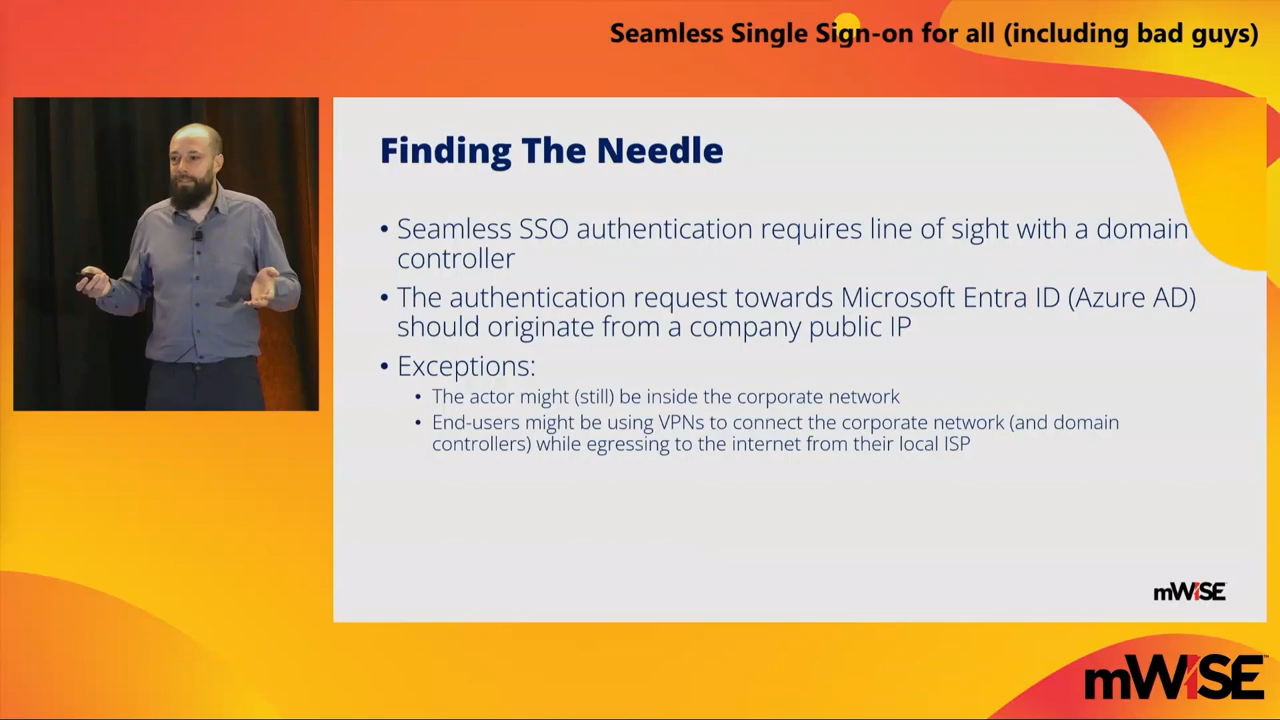 Seamless Single Sign-on for all (including bad guys)
Finding The Needle
• Seamless SSO authentication requires line of sight with a domain
controller
• The authentication request towards Microsoft Entra ID (Azure AD)
should originate from a company public IP
• Exceptions:
• The actor might (still) be inside the corporate network
• End-users might be using VPNs to connect the corporate network (and domain
controllers) while egressing to the internet from their local ISP
mWISE
mWISE™